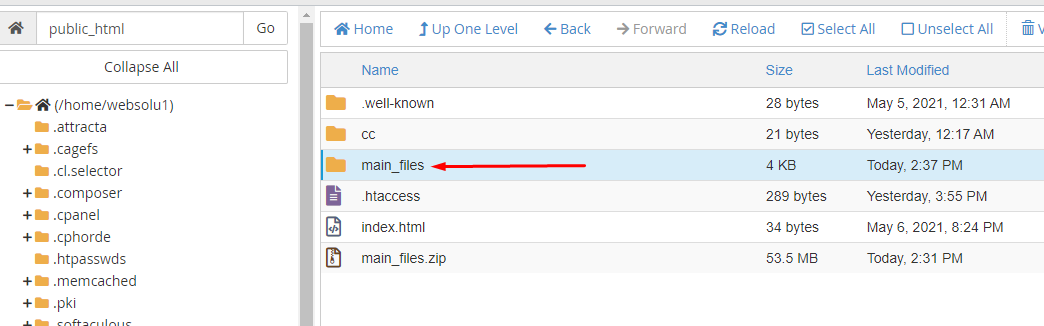 public_html Go
Collapse All
(/home/websolu1)
.attracta
.cagefs
.cl.selector
.composer
.cpanel
.cphorde
.htpasswds
.memcached
.pki
.softaculous
Home Up One Level Back Forward Reload Select All Unselect All
Name Size Last Modified
.well-known 28 bytes May 5, 2021, 12:31 AM
cc 21 bytes Yesterday, 12:17 AM
main_files 4 KB Today, 2:37 PM
.htaccess 289 bytes Yesterday, 3:55 PM
index.html 34 bytes May 6, 2021, 8:24 PM
main_files.zip 53.5 MB Today, 2:31 PM